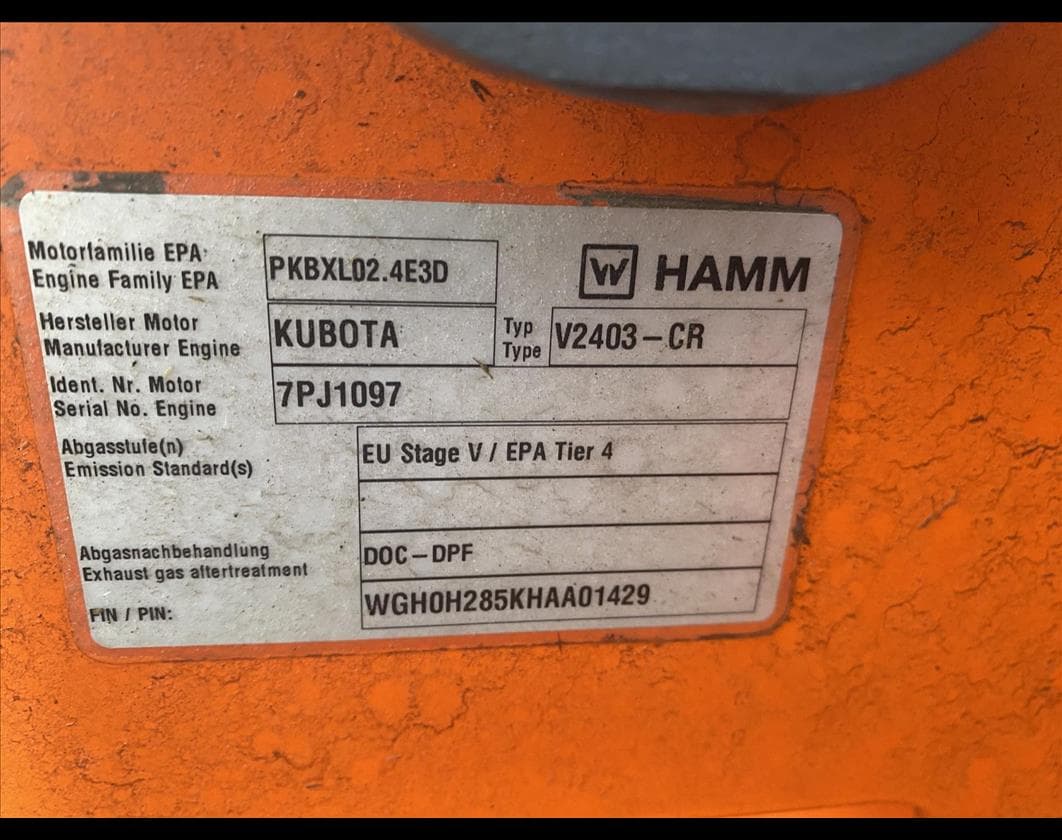 Motorfamilie EPA:
Engine Family EPA
PKBXL02.4E3D
HAMM
Hersteller Motor
Manufacturer Engine
KUBOTA
Typ
Type
V2403-CR
Ident. Nr. Motor
Serial No. Engine
7PJ1097
Abgasstufe(n)
Emission Standard(s)
EU Stage V / EPA Tier 4
Abgasnachbehandlung
Exhaust gas aftertreatment
DOC-DPF
FIN / PIN:
WGH0H285KHAA01429